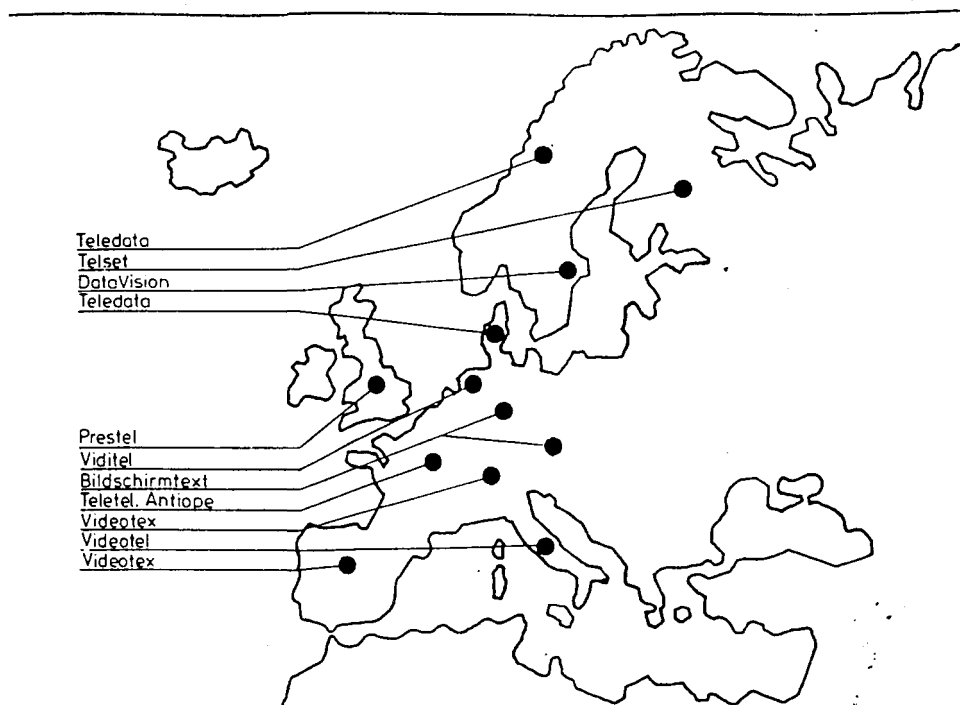 Teledata
Telset
DataVision
Teledata
Prestel
Viditel
Bildschirmtext
Teletel. Antiope
Videotex
Videotel
Videotex